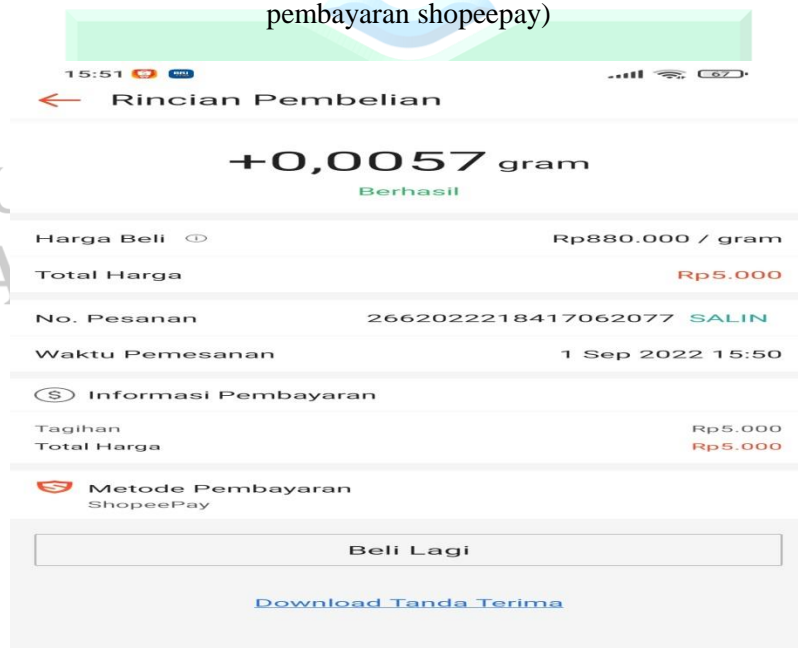 pembayaran shopeepay)
15:51 BRI 67
Rincian Pembelian
+0,0057 gram
Berhasil
Harga Beli Rp880.000 / gram
Total Harga Rp5.000
No. Pesanan 2662022218417062077 SALIN
Waktu Pemesanan 1 Sep 2022 15:50
Informasi Pembayaran
Tagihan Rp5.000
Total Harga Rp5.000
Metode Pembayaran
ShopeePay
Beli Lagi
Download Tanda Terima